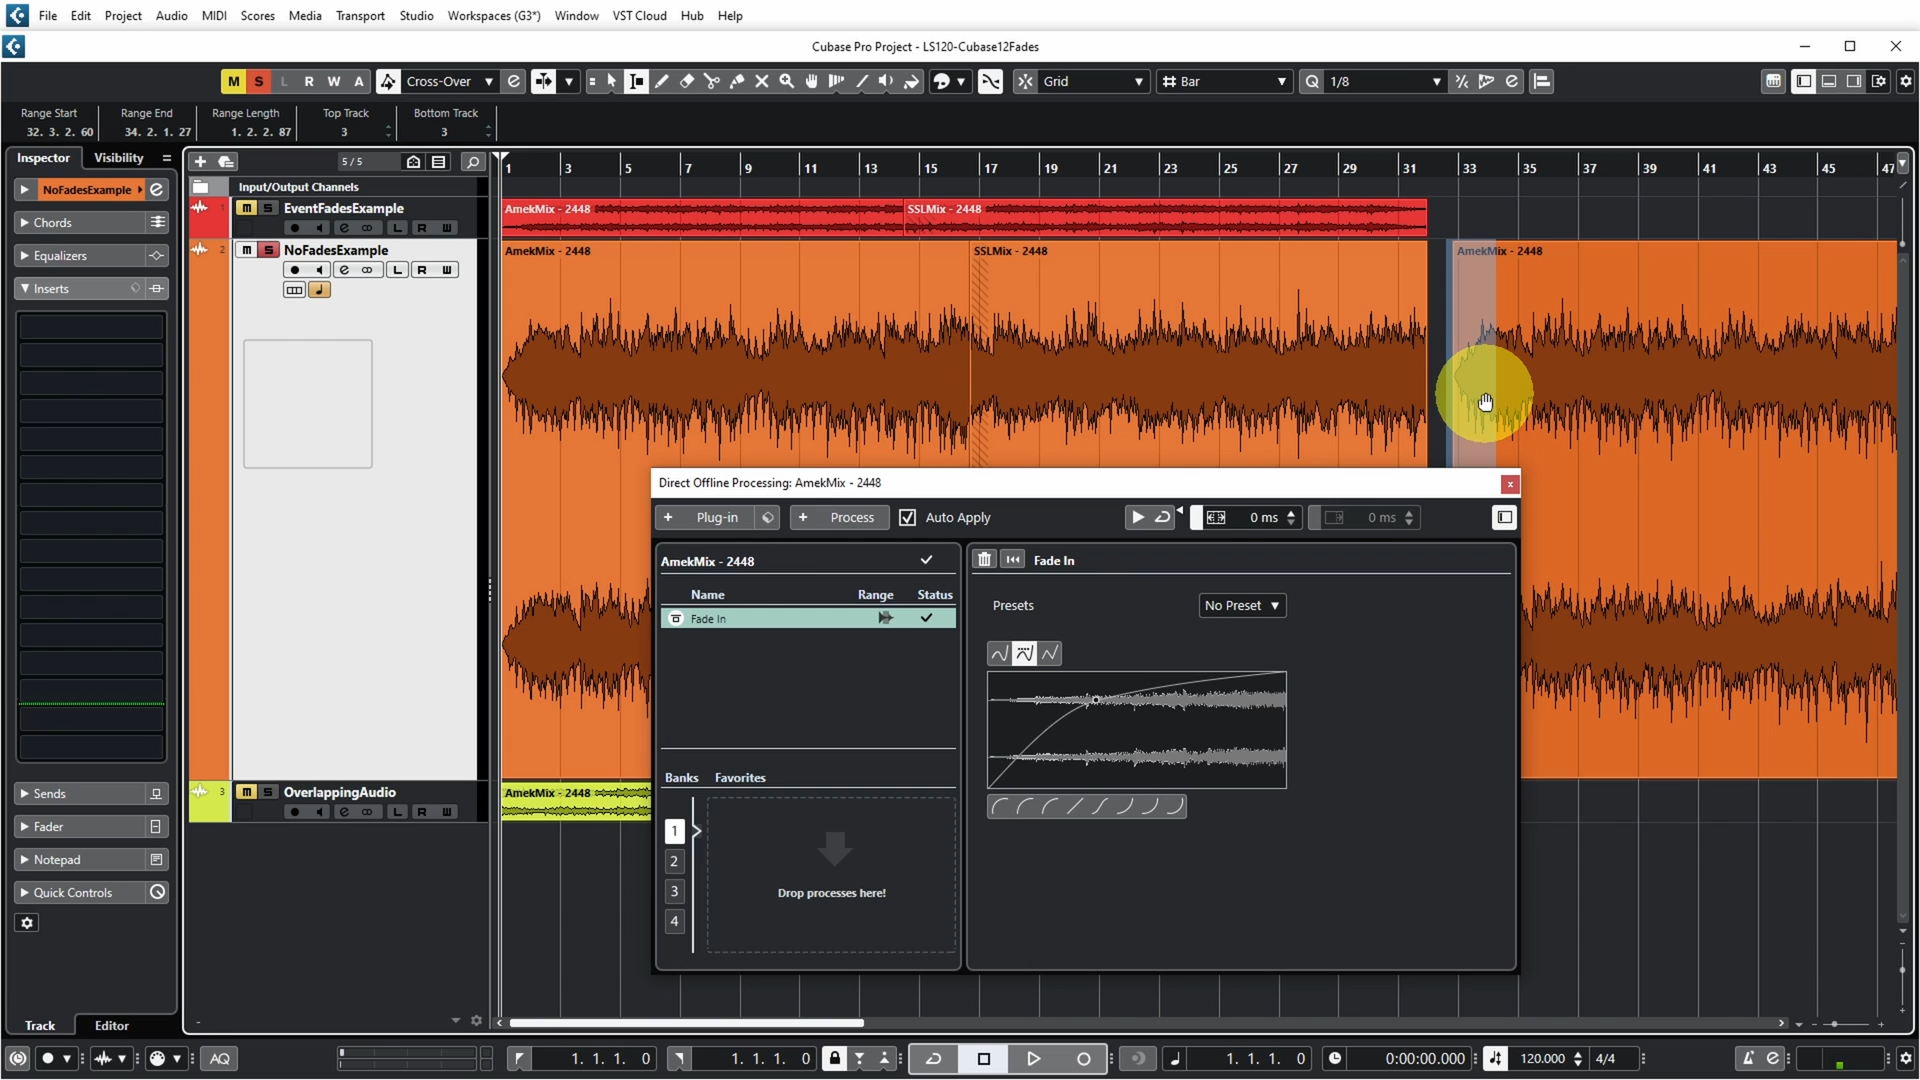 File Edit Project Audio MIDI Scores Media Transport Studio Workspaces (G3*) Window VST Cloud Hub Help
Cubase Pro Project - LS120-Cubase12Fades
M S L R W A Cross-Over Grid Bar Q 1/8
Range Start Range End Range Length Top Track Bottom Track
32. 3. 2. 60 34. 2. 1. 27 1. 2. 2. 87 3 3
Inspector Visibility 5/5 1 3 5 7 9 11 13 15 17 19 21 23 25 27 29 31 33 35 37 39 41 43 45 47
Input/Output Channels
NoFadesExample
1 m S EventFadesExample AmekMix - 2448 SSLMix - 2448
L R W
Chords
2 m S NoFadesExample AmekMix - 2448 SSLMix - 2448 AmekMix - 2448
Equalizers
L R W
Inserts
Direct Offline Processing: AmekMix - 2448 x
+ Plug-in + Process Auto Apply 0 ms 0 ms
AmekMix - 2448 Fade In
Name Range Status
Presets No Preset
Fade In
Banks Favorites
1
2
3
4
Drop processes here!
Sends
3 m S OverlappingAudio AmekMix - 2448
L R W
Fader
Notepad
Quick Controls
Track Editor
AQ 1. 1. 1. 0 1. 1. 1. 0 1. 1. 1. 0 0:00:00.000 120.000 4/4